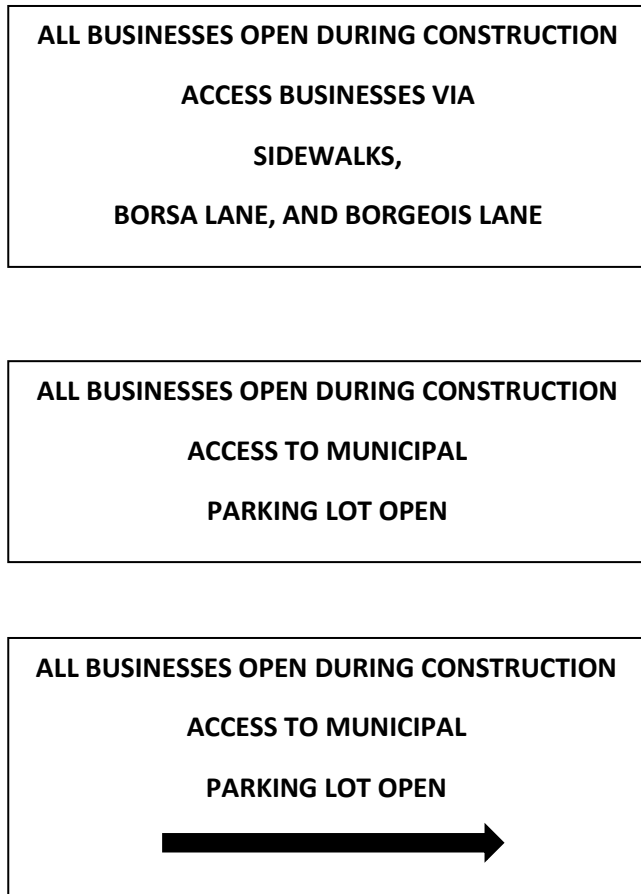 ALL BUSINESSES OPEN DURING CONSTRUCTION
ACCESS BUSINESSES VIA
SIDEWALKS,
BORSA LANE, AND BORGEOIS LANE
ALL BUSINESSES OPEN DURING CONSTRUCTION
ACCESS TO MUNICIPAL
PARKING LOT OPEN
ALL BUSINESSES OPEN DURING CONSTRUCTION
ACCESS TO MUNICIPAL
PARKING LOT OPEN